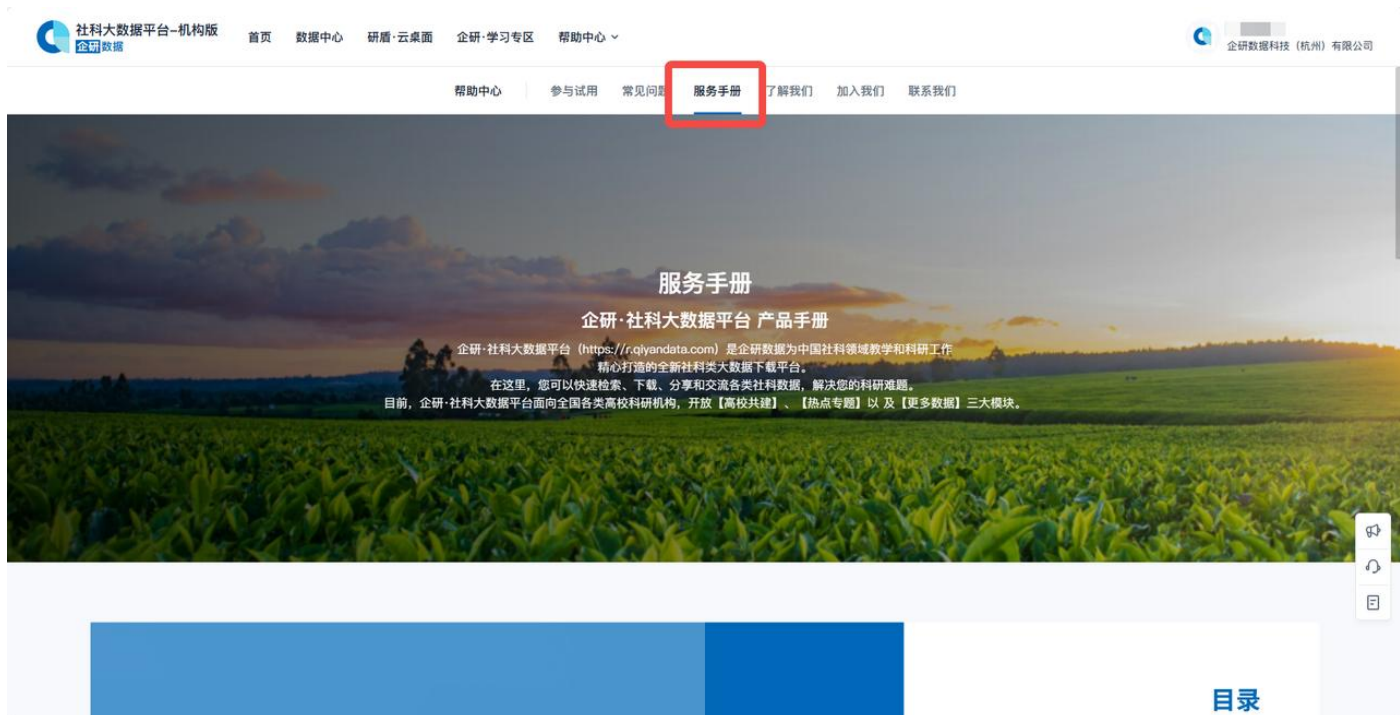 社科大数据平台-机构版
企研数据
首页 数据中心 研盾·云桌面 企研·学习专区 帮助中心
企研数据科技（杭州）有限公司
帮助中心 参与试用 常见问题 服务手册 了解我们 加入我们 联系我们
服务手册
企研·社科大数据平台 产品手册
企研·社科大数据平台（https://r.qiyandata.com）是企研数据为中国社科领域教学和科研工作
精心打造的全新社科类大数据下载平台。
在这里，您可以快速检索、下载、分享和交流各类社科数据，解决您的科研难题。
目前，企研·社科大数据平台面向全国各类高校科研机构，开放【高校共建】、【热点专题】以 及【更多数据】三大模块。
目录